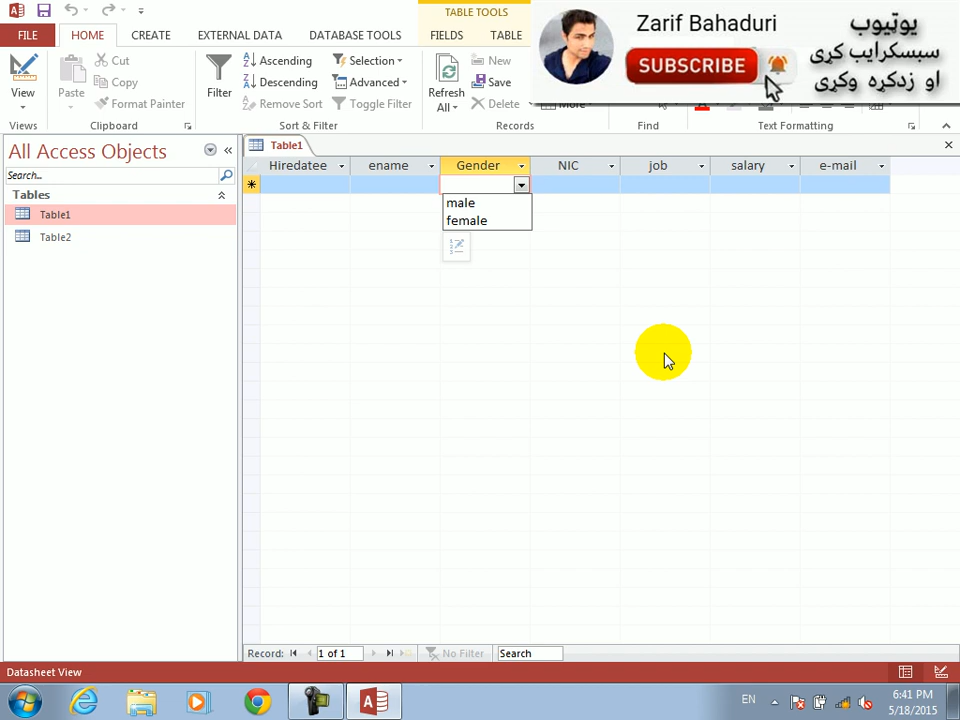 TABLE TOOLS
Zarif Bahaduri
SUBSCRIBE
یوټیوب
سبسکرایب کړی
او زدکړه وکړی
FILE HOME CREATE EXTERNAL DATA DATABASE TOOLS FIELDS TABLE
View
Views
Paste
Cut
Copy
Format Painter
Clipboard
Filter
Ascending
Descending
Remove Sort
Selection
Advanced
Toggle Filter
Sort & Filter
Refresh
All
New
Save
Delete
More
Records
Find
Text Formatting
All Access Objects
Search...
Tables
Table1
Table2
Table1
Hiredatee ename Gender NIC job salary e-mail
male
female
Record: 1 of 1 No Filter Search
Datasheet View
EN
6:41 PM
5/18/2015